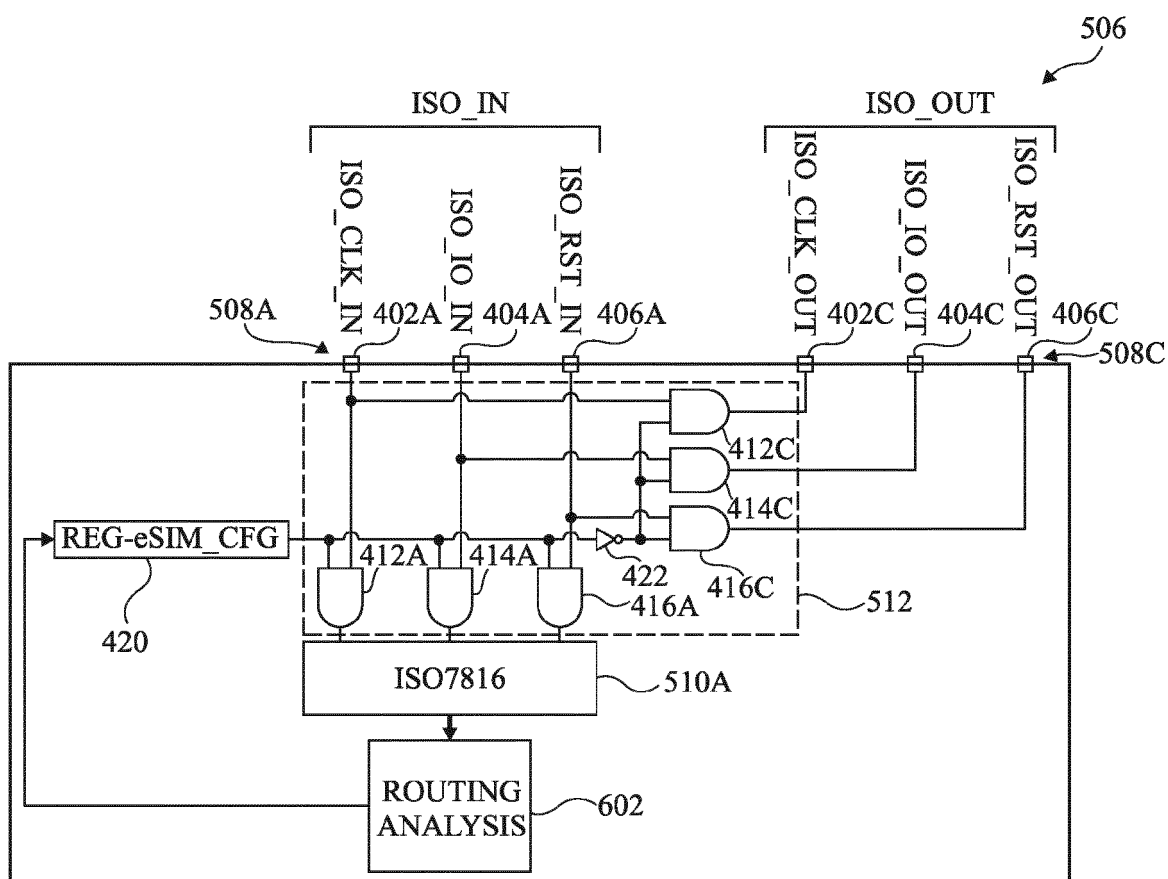 506
ISO_IN
ISO_OUT
ISO_CLK_IN
ISO_IO_IN
ISO_RST_IN
ISO_CLK_OUT
ISO_IO_OUT
ISO_RST_OUT
508A
402A
404A
406A
402C
404C
406C
508C
412C
414C
REG-eSIM_CFG
412A
414A
422
416C
416A
512
420
ISO7816
510A
ROUTING
ANALYSIS
602